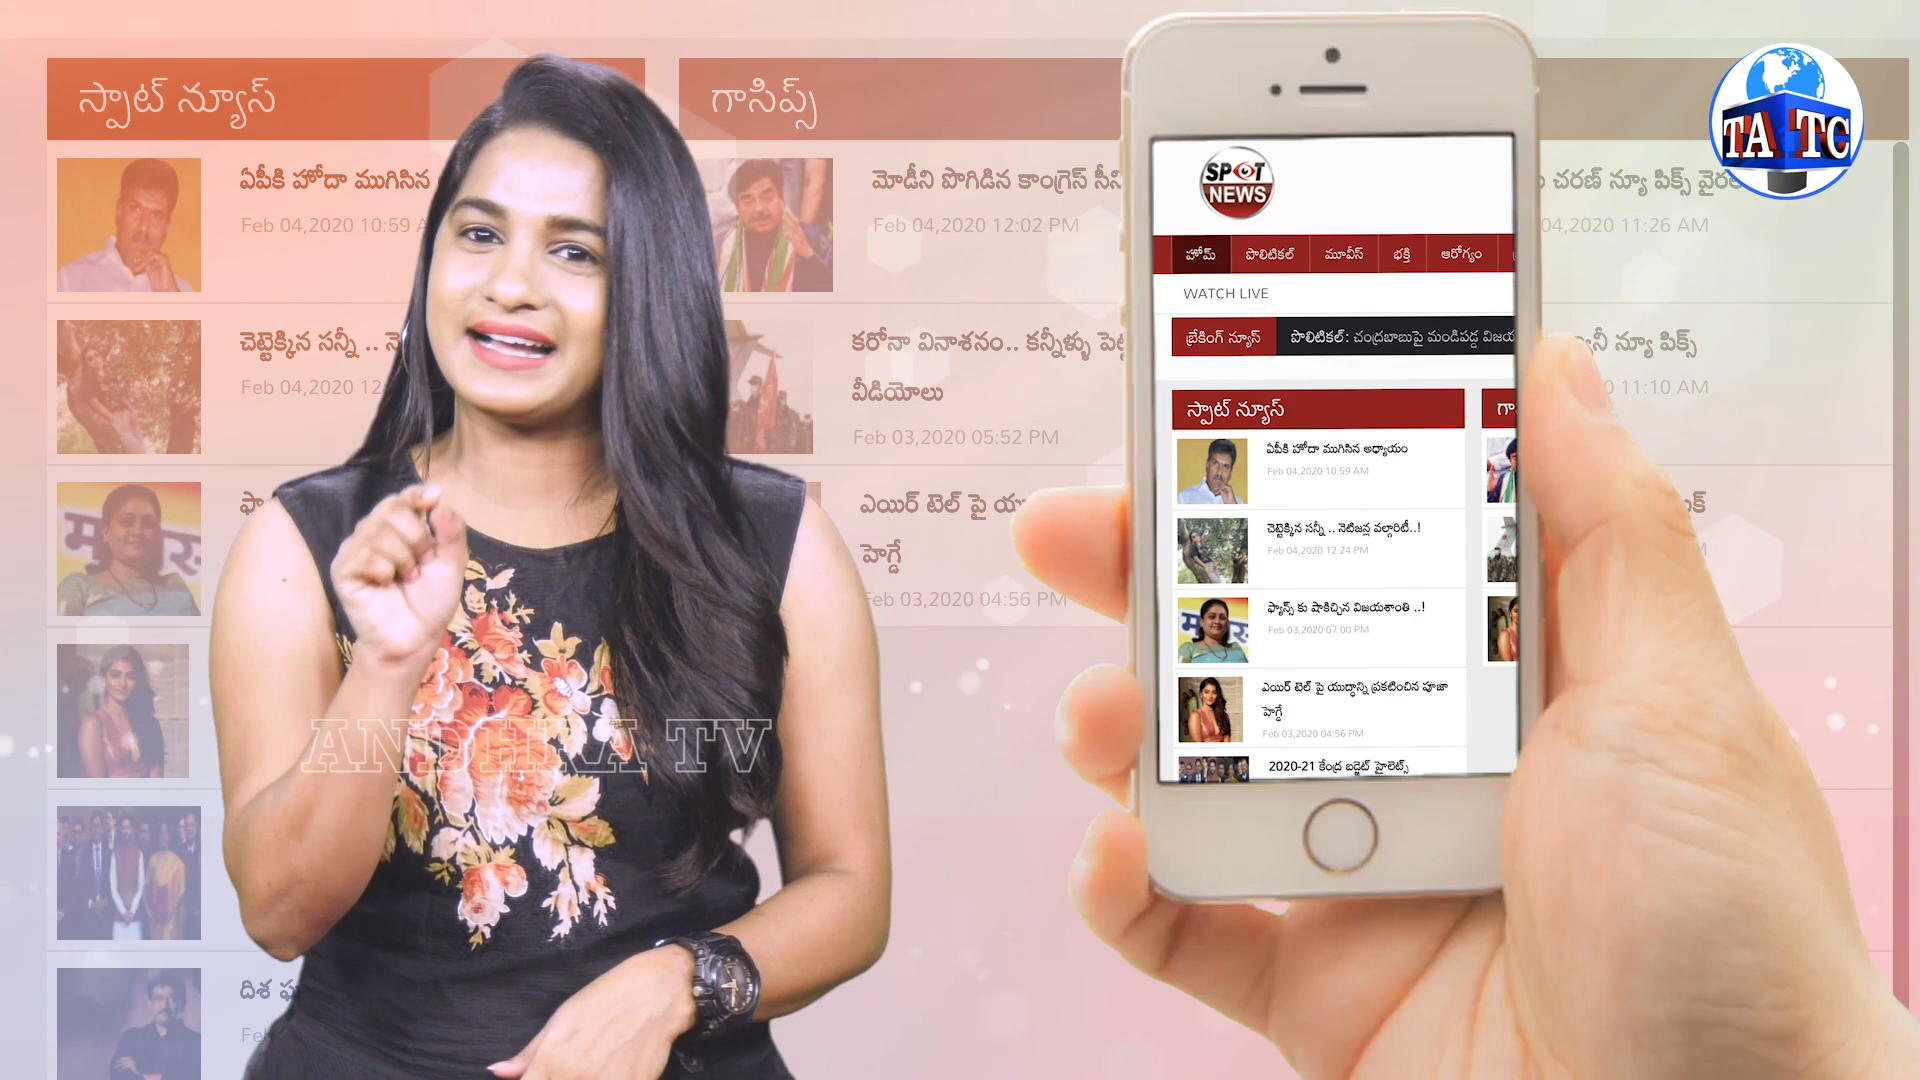 స్పాట్ న్యూస్
గాసిప్స్
ఏపీకి హోదా ముగిసిన
Feb 04,2020 10:59
చెట్టెక్కిన సన్నీ ..
Feb 04,2020
దిశ
మోడీని పొగిడిన కాంగ్రెస్
Feb 04,2020 12:02 PM
కరోనా వినాశనం.. కన్నీళ్ళు
వీడియోలు
Feb 03,2020 05:52 PM
ఎయిర్ టెల్ పై
హెగ్డే
Feb 03,2020 04:56 PM
చరణ్ న్యూ పిక్స్
04,2020 11:26 AM
న్యూ పిక్స్
11:10 AM
TA TC
ANDHRA TV
SPOT
NEWS
హోమ్ పొలిటికల్ మూవీస్ భక్తి ఆరోగ్యం
WATCH LIVE
బ్రేకింగ్ న్యూస్ పొలిటికల్: చంద్రబాబుపై మండిపడ్డ
స్పాట్ న్యూస్
ఏపీకి హోదా ముగిసిన అధ్యాయం
Feb 04,2020 10:59 AM
చెట్టెక్కిన సన్నీ .. నెటిజన్ల వల్గారిటీ..!
Feb 04,2020 12:24 PM
ఫ్యాన్స్ కు షాకిచ్చిన విజయశాంతి ..!
Feb 03,2020 07:00 PM
ఎయిర్ టెల్ పై యుద్ధాన్ని ప్రకటించిన పూజా
హెగ్డే
Feb 03,2020 04:56 PM
2020-21 కేంద్ర బడ్జెట్ హైలెట్స్